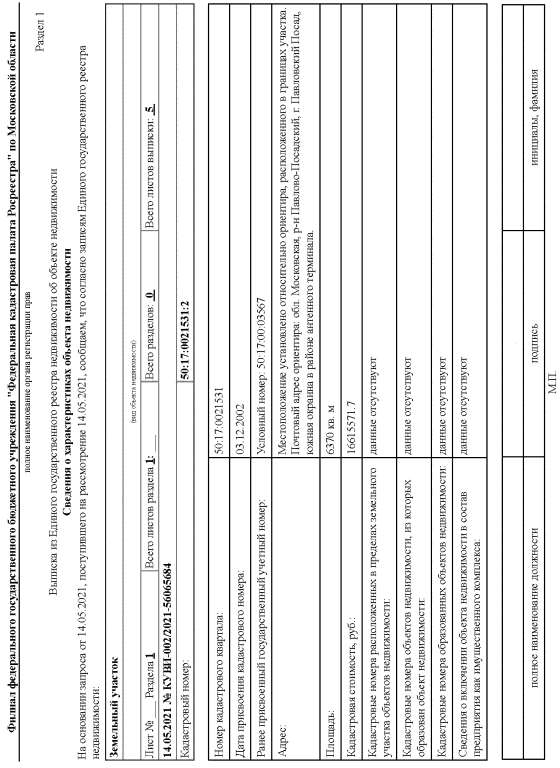 Филиал федерального государственного бюджетного учреждения "Федеральная кадастровая палата Росреестра" по Московской области
полное наименование органа регистрации прав
Раздел 1
Выписка из Единого государственного реестра недвижимости об объекте недвижимости
Сведения о характеристиках объекта недвижимости
На основании запроса от 14.05.2021, поступившего на рассмотрение 14.05.2021, сообщаем, что согласно записям Единого государственного реестра
недвижимости:
Земельный участок
(вид объекта недвижимости)
Лист №__ Раздела 1 Всего листов раздела 1: Всего разделов: 0 Всего листов выписки: 5
14.05.2021 № КУВИ-002/2021-56065684
Кадастровый номер: 50:17:0021531:2
Номер кадастрового квартала: 50:17:0021531
Дата присвоения кадастрового номера: 03.12.2002
Ранее присвоенный государственный учетный номер: Условный номер: 50:17:00:03567
Адрес: Местоположение установлено относительно ориентира, расположенного в границах участка.
Почтовый адрес ориентира: обл. Московская, р-н Павлово-Посадский, г. Павловский Посад,
южная окраина в районе антенного терминала.
Площадь: 6370 кв. м
Кадастровая стоимость, руб.: 16615571.7
Кадастровые номера расположенных в пределах земельного данные отсутствуют
участка объектов недвижимости:
Кадастровые номера объектов недвижимости, из которых данные отсутствуют
образован объект недвижимости:
Кадастровые номера образованных объектов недвижимости: данные отсутствуют
Сведения о включении объекта недвижимости в состав данные отсутствуют
предприятия как имущественного комплекса:
полное наименование должности подпись инициалы, фамилия
М.П.